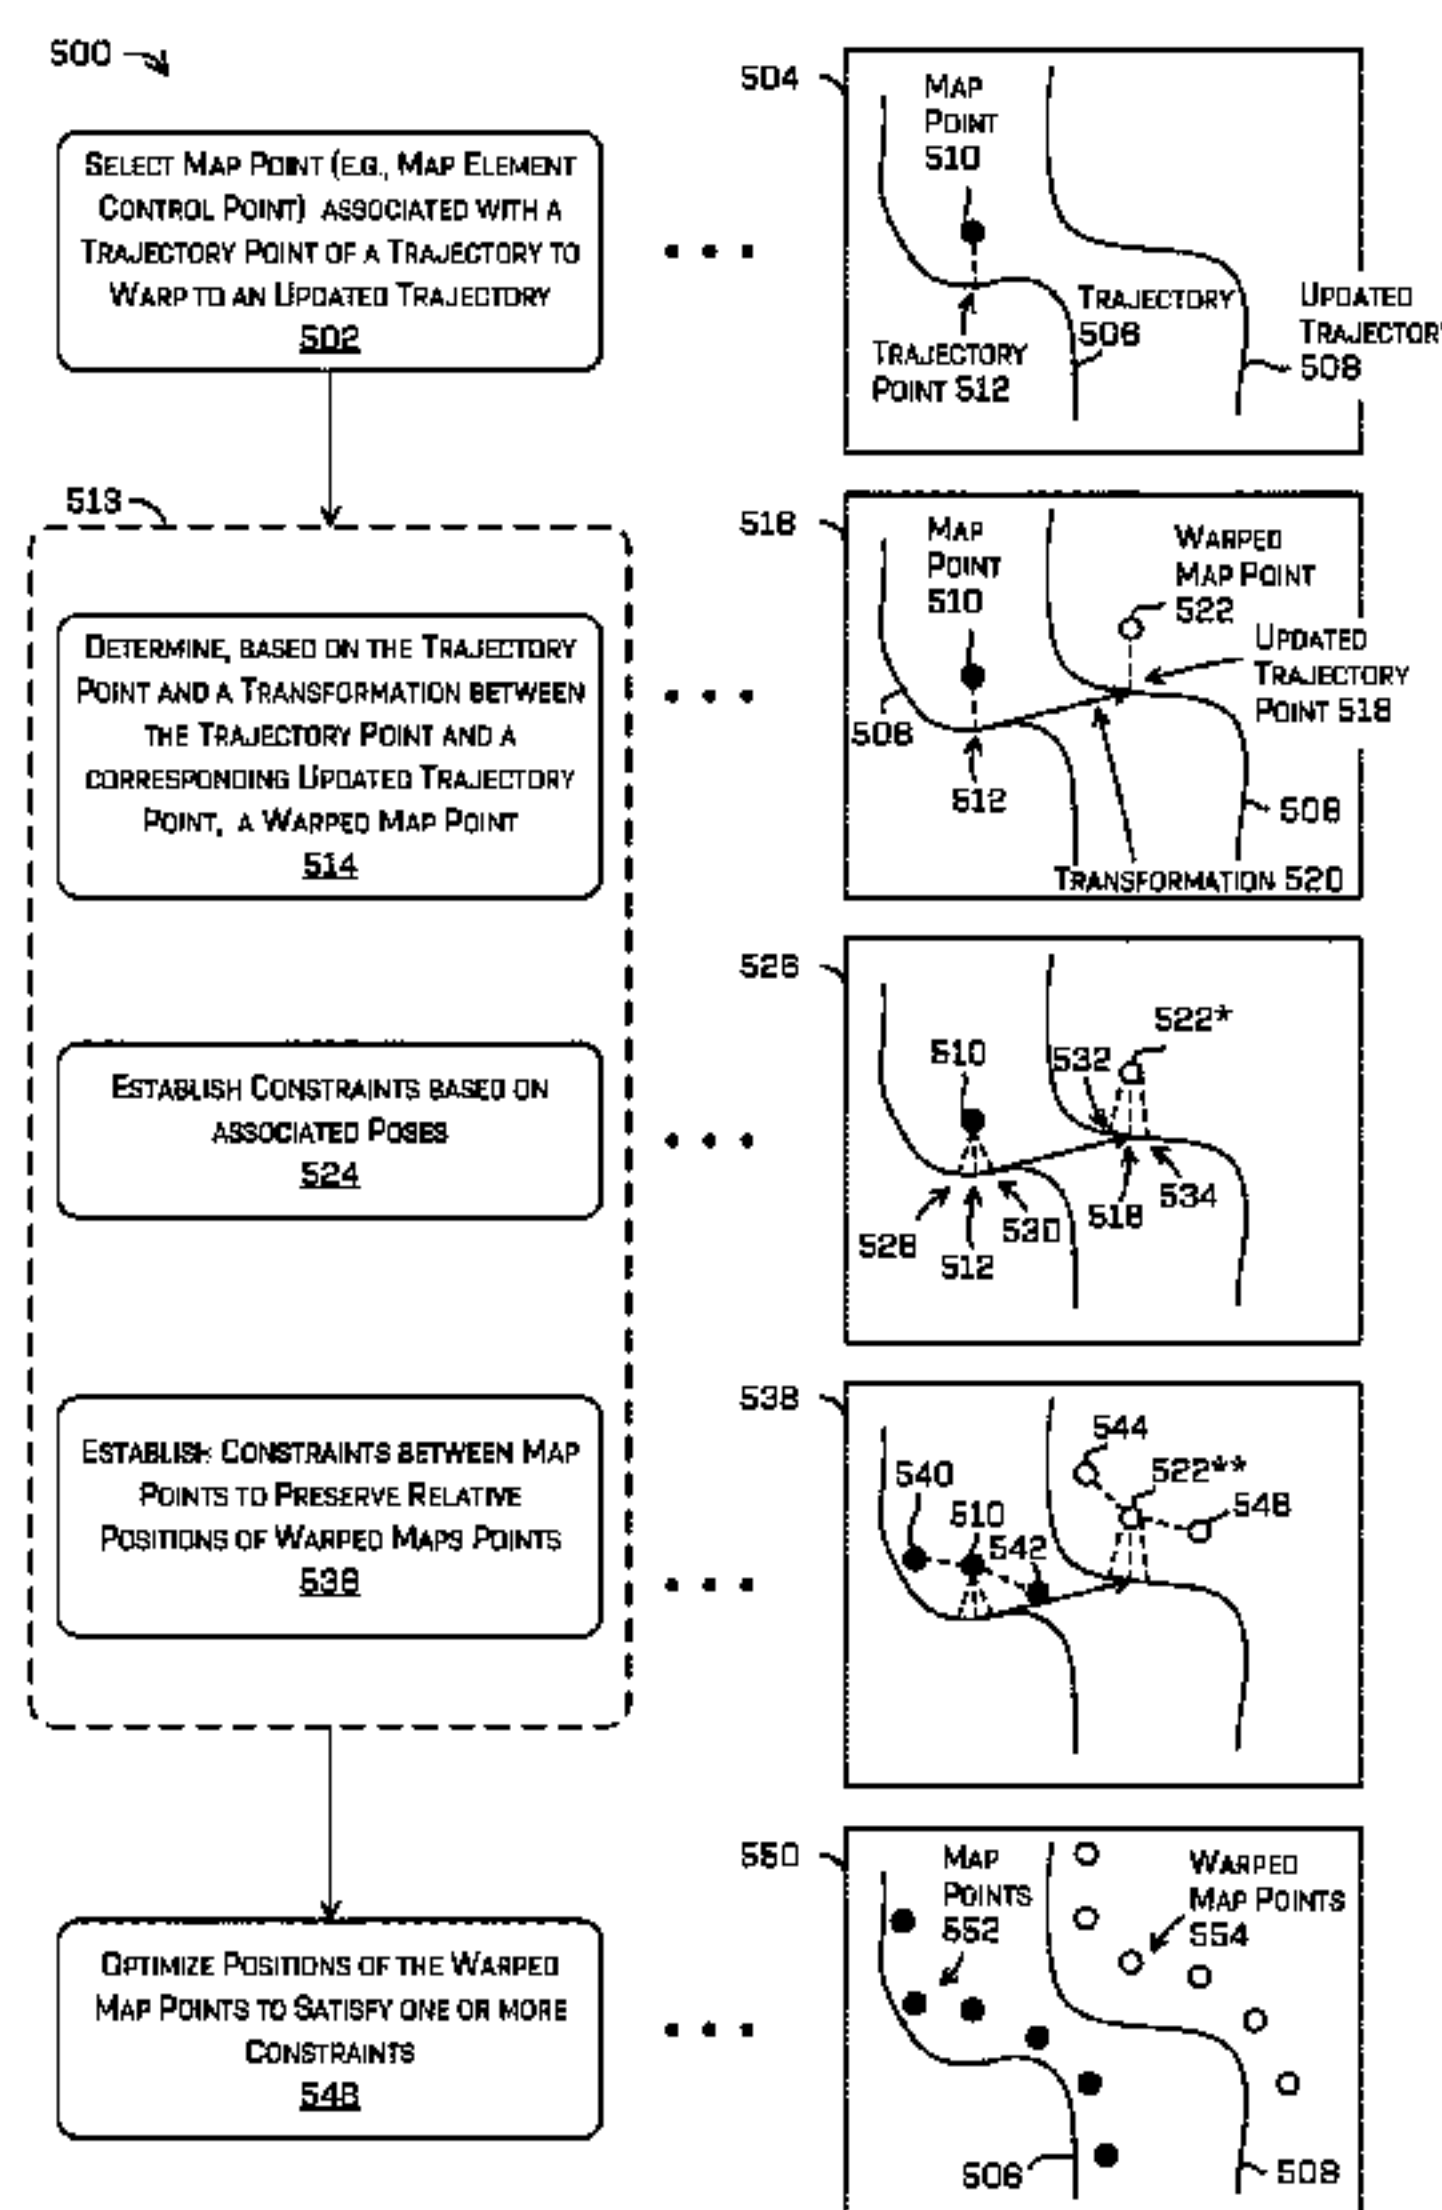 500
SELECT MAP POINT (E.G., MAP ELEMENT
CONTROL POINT) ASSOCIATED WITH A
TRAJECTORY POINT OF A TRAJECTORY TO
WARP TO AN UPDATED TRAJECTORY
502
504
MAP
POINT
510
TRAJECTORY
506
UPDATED
TRAJECTOR
508
TRAJECTORY
POINT 512
513
DETERMINE, BASED ON THE TRAJECTORY
POINT AND A TRANSFORMATION BETWEEN
THE TRAJECTORY POINT AND A
CORRESPONDING UPDATED TRAJECTORY
POINT, A WARPED MAP POINT
514
516
MAP
POINT
510
WARPED
MAP POINT
522
UPDATED
TRAJECTORY
POINT 518
506
512
508
TRANSFORMATION 520
ESTABLISH CONSTRAINTS BASED ON
ASSOCIATED POSES
524
526
510
532
522*
528
512
530
518
534
ESTABLISH CONSTRAINTS BETWEEN MAP
POINTS TO PRESERVE RELATIVE
POSITIONS OF WARPED MAPS POINTS
536
538
540
510
542
544
522**
546
OPTIMIZE POSITIONS OF THE WARPED
MAP POINTS TO SATISFY ONE OR MORE
CONSTRAINTS
548
550
MAP
POINTS
552
WARPED
MAP POINTS
554
506
508